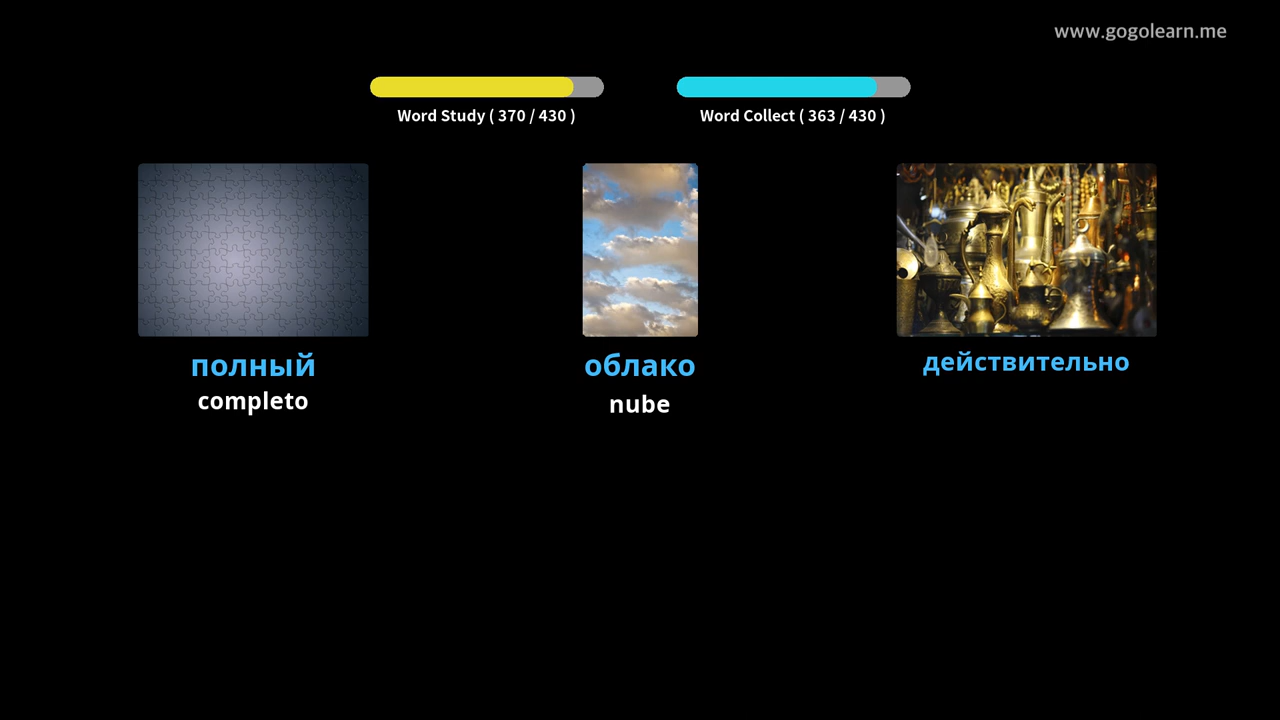 www.gogolearn.me
Word Study ( 370 / 430 )
Word Collect ( 363 / 430 )
полный
облако
действительно
completo
nube